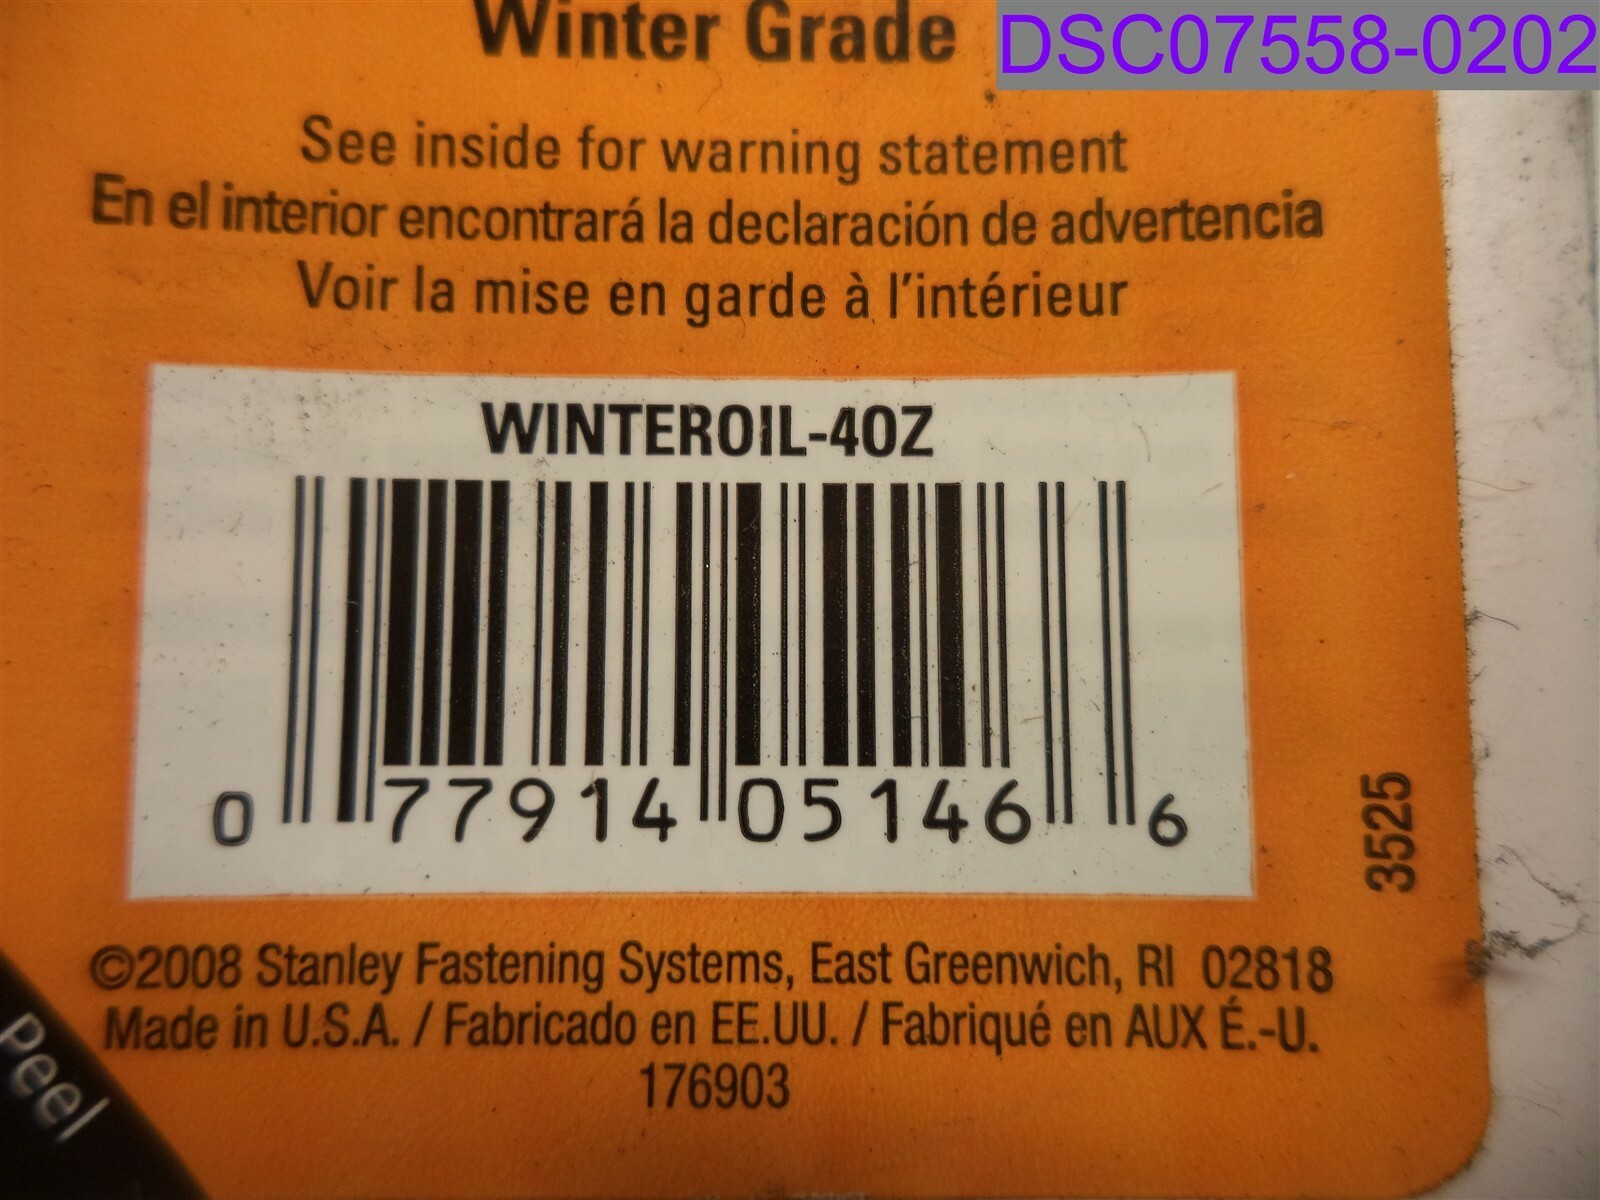 Winter Grade
DSC07558-0202
See inside for warning statement
En el interior encontrará la declaración de advertencia
Voir la mise en garde à l'intérieur
WINTEROIL-4OZ
0 77914 05146 6
3525
©2008 Stanley Fastening Systems, East Greenwich, RI 02818
Made in U.S.A. / Fabricado en EE.UU. / Fabriqué en AUX É.-U.
176903
Peel